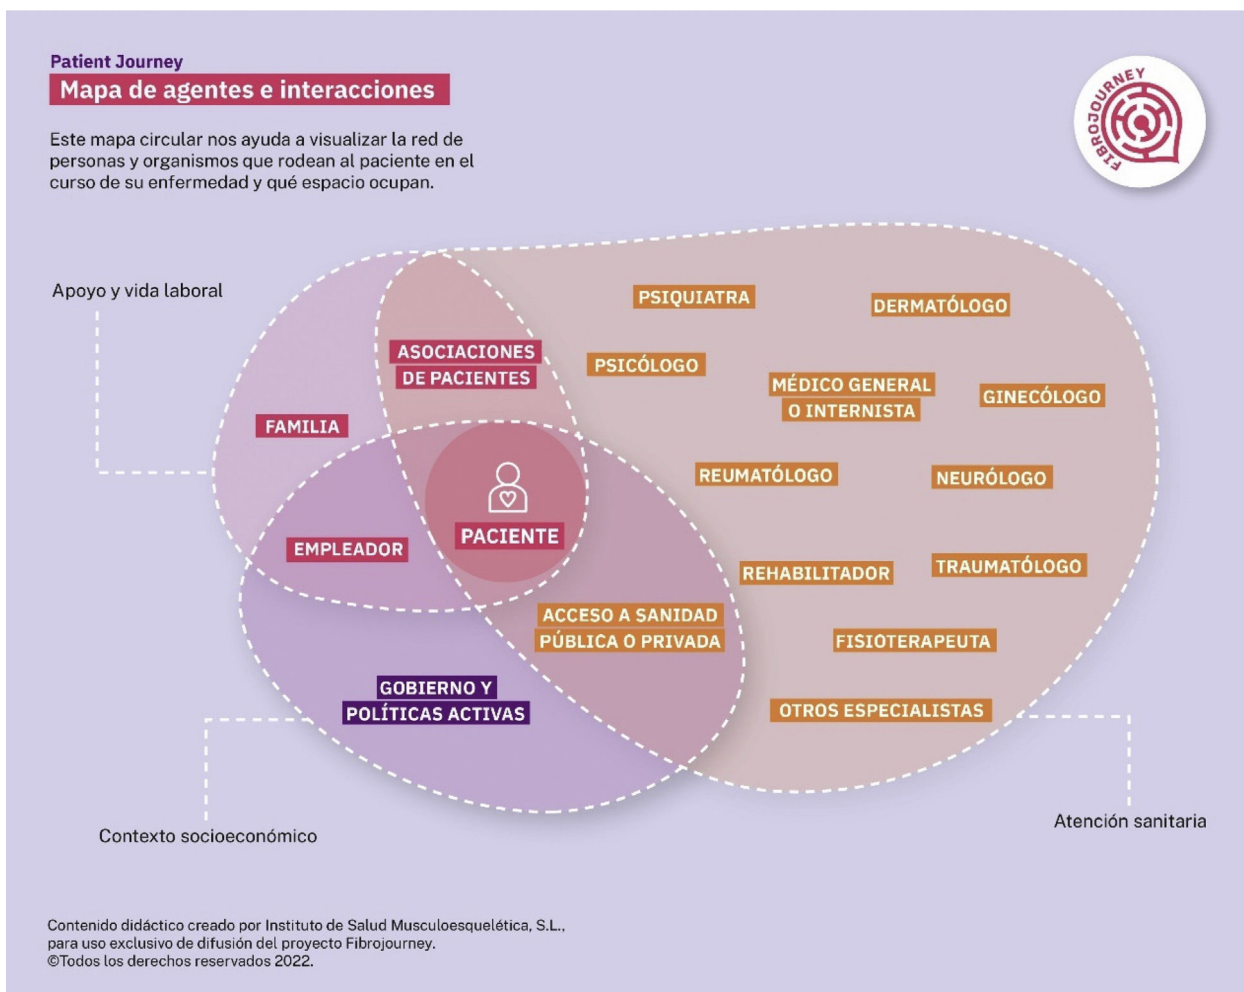 Patient Journey
Mapa de agentes e interacciones
Este mapa circular nos ayuda a visualizar la red de
personas y organismos que rodean al paciente en el
curso de su enfermedad y qué espacio ocupan.
FIBROJOURNEY
Apoyo y vida laboral
PSIQUIATRA
DERMATÓLOGO
ASOCIACIONES
DE PACIENTES
PSICÓLOGO
MÉDICO GENERAL
O INTERNISTA
GINECÓLOGO
FAMILIA
REUMATÓLOGO
NEURÓLOGO
PACIENTE
EMPLEADOR
REHABILITADOR
TRAUMATÓLOGO
ACCESO A SANIDAD
PÚBLICA O PRIVADA
FISIOTERAPEUTA
GOBIERNO Y
POLÍTICAS ACTIVAS
OTROS ESPECIALISTAS
Contexto socioeconómico
Atención sanitaria
Contenido didáctico creado por Instituto de Salud Musculoesquelética, S.L.,
para uso exclusivo de difusión del proyecto Fibrojourney.
©Todos los derechos reservados 2022.